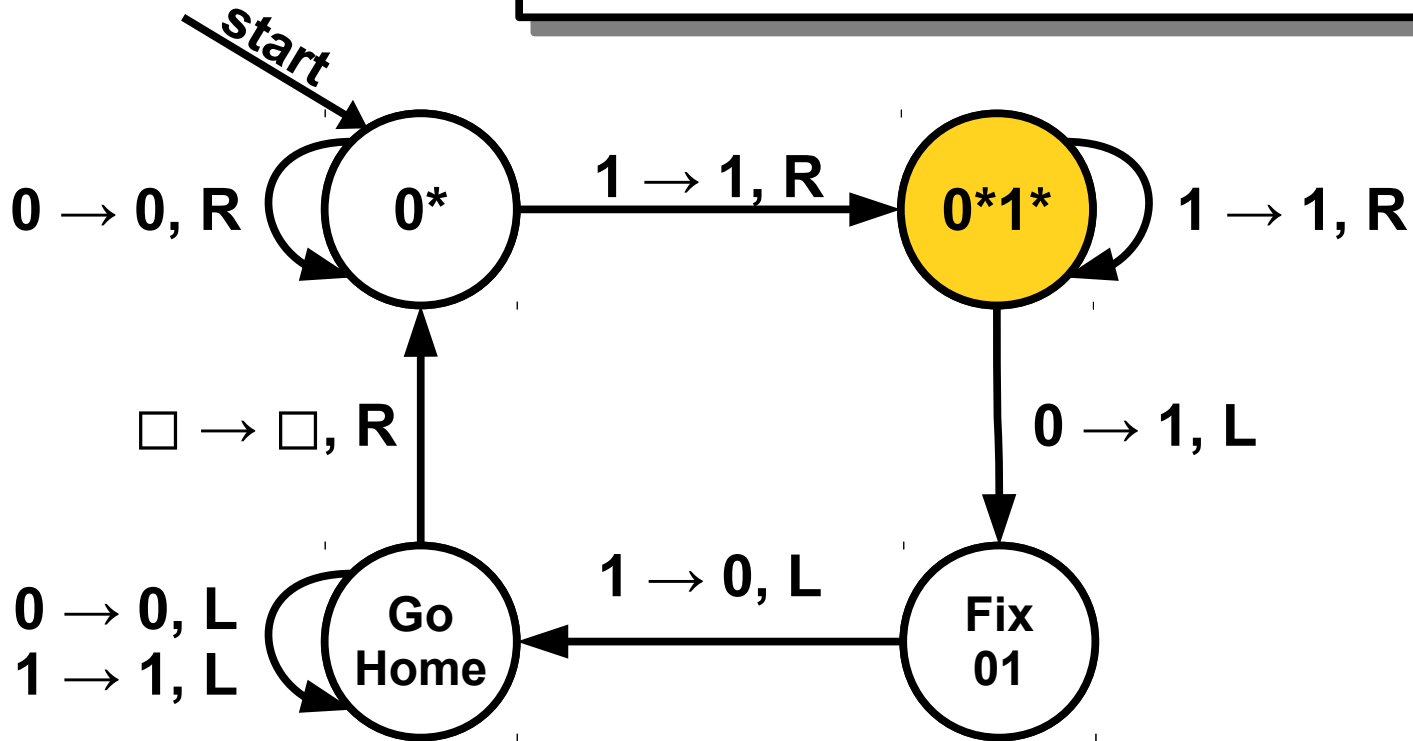 start
0 → 0, R
0*
1 → 1, R
0*1*
1 → 1, R
□ → □, R
0 → 1, L
0 → 0, L
1 → 1, L
Go
Home
1 → 0, L
Fix
01